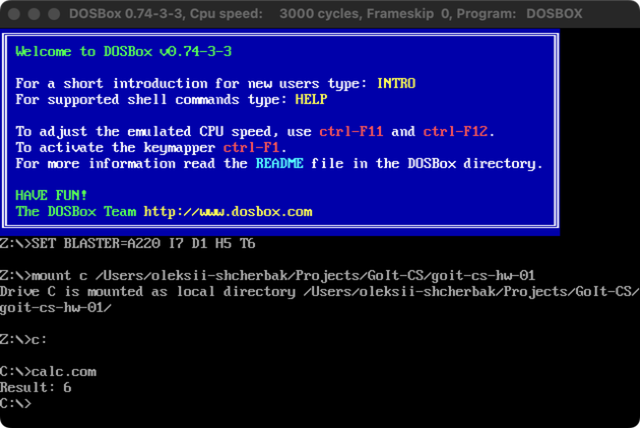 DOSBox 0.74-3-3, Cpu speed: 3000 cycles, Frameskip 0, Program: DOSBOX
Welcome to DOSBox v0.74-3-3
For a short introduction for new users type: INTRO
For supported shell commands type: HELP
To adjust the emulated CPU speed, use ctrl-F11 and ctrl-F12.
To activate the keymapper ctrl-F1.
For more information read the README file in the DOSBox directory.
HAVE FUN!
The DOSBox Team http://www.dosbox.com
Z:\>SET BLASTER=A220 I7 D1 H5 T6
Z:\>mount c /Users/oleksii-shcherbak/Projects/GoIt-CS/goit-cs-hw-01
Drive C is mounted as local directory /Users/oleksii-shcherbak/Projects/GoIt-CS/
goit-cs-hw-01/
Z:\>c:
C:\>calc.com
Result: 6
C:\>